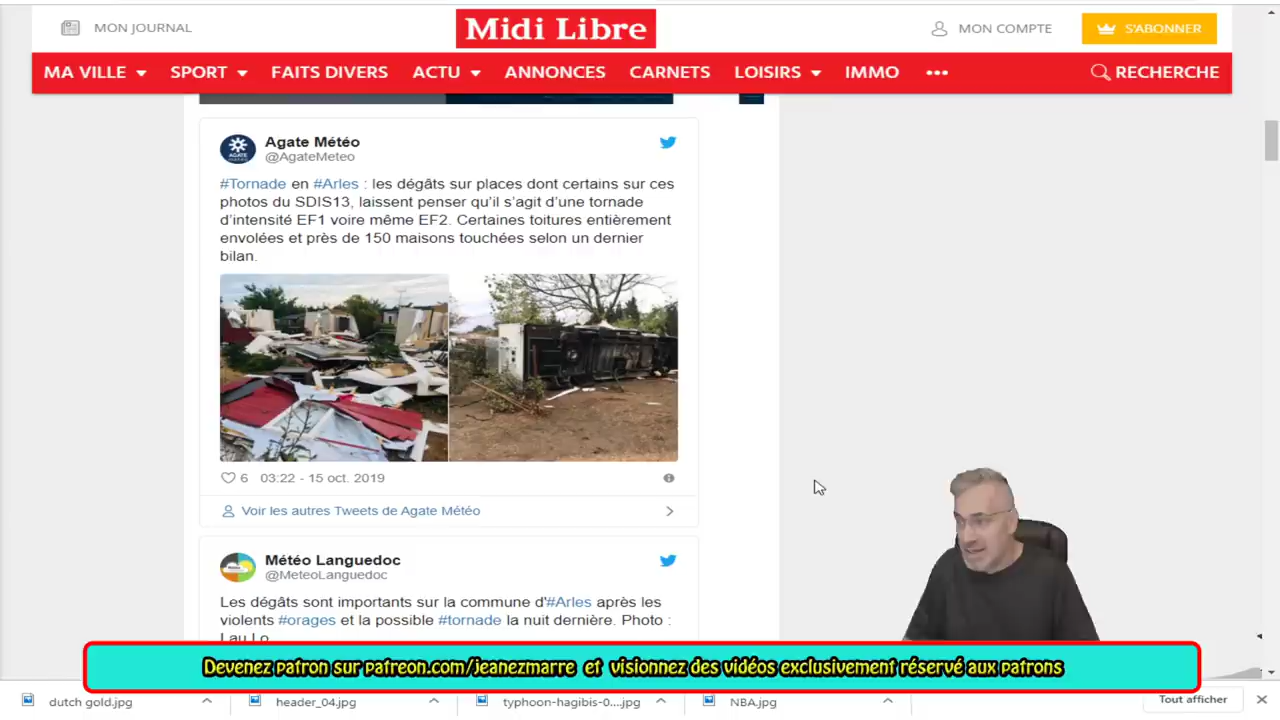 MON JOURNAL
Midi Libre
MON COMPTE
S'ABONNER
MA VILLE
SPORT
FAITS DIVERS
ACTU
ANNONCES
CARNETS
LOISIRS
IMMO
RECHERCHE
Agate Météo
@AgateMeteo
#Tornade en #Arles : les dégâts sur places dont certains sur ces
photos du SDIS13, laissent penser qu'il s'agit d'une tornade
d'intensité EF1 voire même EF2. Certaines toitures entièrement
envolées et près de 150 maisons touchées selon un dernier
bilan.
6 03:22 - 15 oct. 2019
Voir les autres Tweets de Agate Météo
Météo Languedoc
@MeteoLanguedoc
Les dégâts sont importants sur la commune d'#Arles après les
violents #orages et la possible #tornade la nuit dernière. Photo :
Lau Lo
Devenez patron sur patreon.com/jeanezmarre et visionnez des vidéos exclusivement réservé aux patrons
dutch gold.jpg
header_04.jpg
typhoon-hagibis-0....jpg
NBA.jpg
Tout afficher